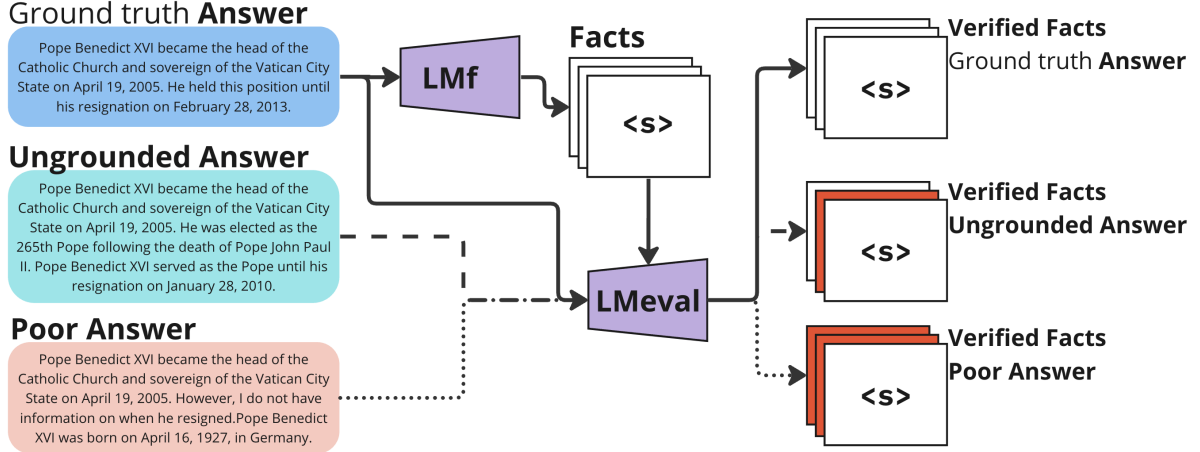 Ground truth Answer
Pope Benedict XVI became the head of the
Catholic Church and sovereign of the Vatican City
State on April 19, 2005. He held this position until
his resignation on February 28, 2013.
Ungrounded Answer
Pope Benedict XVI became the head of the
Catholic Church and sovereign of the Vatican City
State on April 19, 2005. He was elected as the
265th Pope following the death of Pope John Paul
II. Pope Benedict XVI served as the Pope until his
resignation on January 28, 2010.
Poor Answer
Pope Benedict XVI became the head of the
Catholic Church and sovereign of the Vatican City
State on April 19, 2005. However, I do not have
information on when he resigned.Pope Benedict
XVI was born on April 16, 1927, in Germany.
LMf
Facts
<s>
LMeval
<s>
Verified Facts
Ground truth Answer
<s>
Verified Facts
Ungrounded Answer
<s>
Verified Facts
Poor Answer